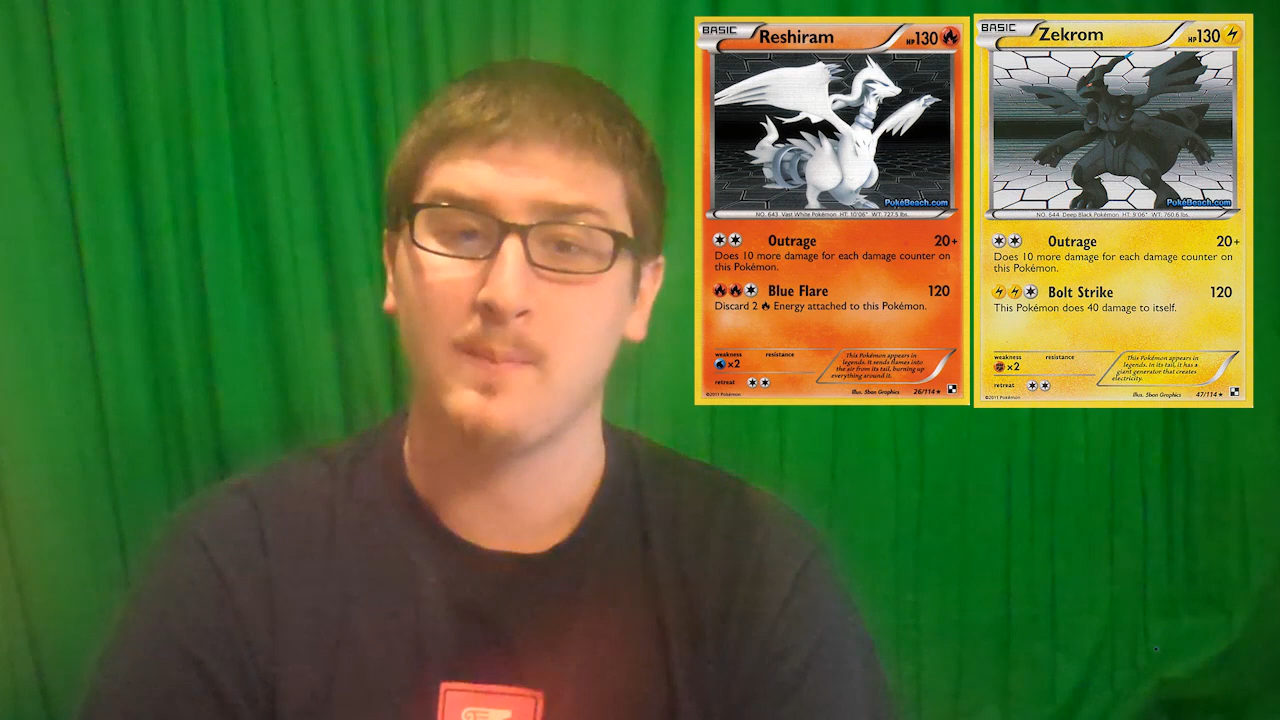 BASIC Reshiram HP130
PokéBeach.com
NO. 643 Vast White Pokémon HT: 10'06" WT: 727.5 lbs.
Outrage 20+
Does 10 more damage for each damage counter on
this Pokémon.
Blue Flare 120
Discard 2 Energy attached to this Pokémon.
weakness resistance
×2
retreat
This Pokémon appears in
legends. It sends flames into
the air from its tail, burning up
everything around it.
©2011 Pokémon Illus. 5ban Graphics 26/114
BASIC Zekrom HP130
PokéBeach.com
NO. 644 Deep Black Pokémon HT: 9'06" WT: 760.6 lbs.
Outrage 20+
Does 10 more damage for each damage counter on
this Pokémon.
Bolt Strike 120
This Pokémon does 40 damage to itself.
weakness resistance
×2
retreat
This Pokémon appears in
legends. In its tail, it has a
giant generator that creates
electricity.
©2011 Pokémon Illus. 5ban Graphics 47/114